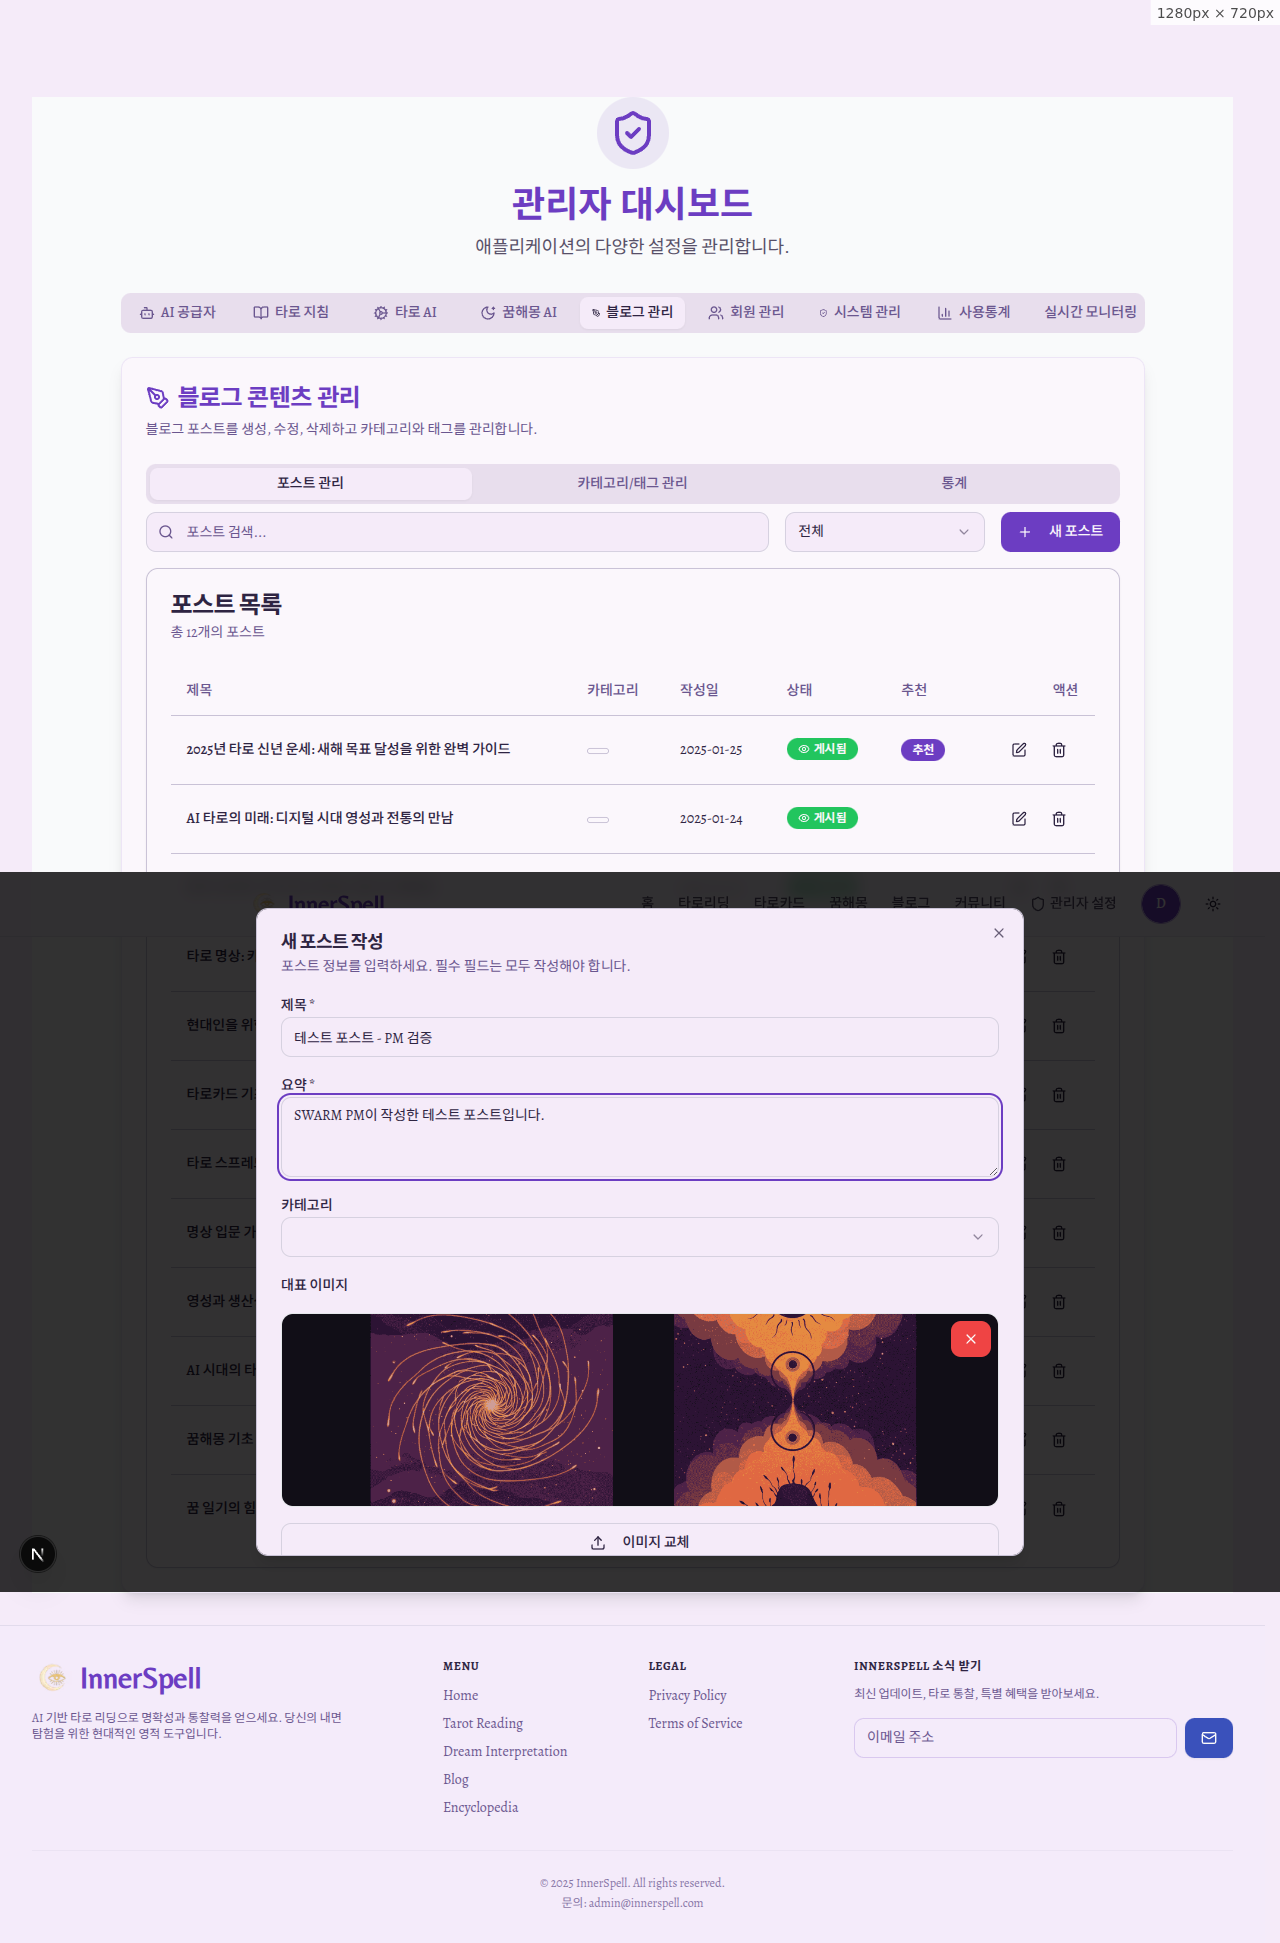 1280px × 720px
관리자 대시보드
애플리케이션의 다양한 설정을 관리합니다.
AI 공급자 타로 지침 타로 AI 꿈해몽 AI 블로그 관리 회원 관리 시스템 관리 사용통계 실시간 모니터링
블로그 콘텐츠 관리
블로그 포스트를 생성, 수정, 삭제하고 카테고리와 태그를 관리합니다.
포스트 관리 카테고리/태그 관리 통계
포스트 검색... 전체 새 포스트
포스트 목록
총 12개의 포스트
제목 카테고리 작성일 상태 추천 액션
2025년 타로 신년 운세: 새해 목표 달성을 위한 완벽 가이드 2025-01-25 게시됨 추천
AI 타로의 미래: 디지털 시대 영성과 전통의 만남 2025-01-24 게시됨
InnerSpell 홈 타로리딩 타로카드 꿈해몽 블로그 커뮤니티 관리자 설정 D
새 포스트 작성
포스트 정보를 입력하세요. 필수 필드는 모두 작성해야 합니다.
타로 명상:
제목 *
현대인을
테스트 포스트 - PM 검증
요약 *
타로카드
SWARM PM이 작성한 테스트 포스트입니다.
타로 스프레
카테고리
명상 입문
대표 이미지
영성과 생산
AI 시대의
꿈해몽 기초
꿈 일기의 힘
이미지 교체
N
InnerSpell
AI 기반 타로 리딩으로 명확성과 통찰력을 얻으세요. 당신의 내면
탐험을 위한 현대적인 영적 도구입니다.
MENU
Home
Tarot Reading
Dream Interpretation
Blog
Encyclopedia
LEGAL
Privacy Policy
Terms of Service
INNERSPELL 소식 받기
최신 업데이트, 타로 통찰, 특별 혜택을 받아보세요.
이메일 주소
© 2025 InnerSpell. All rights reserved.
문의: admin@innerspell.com